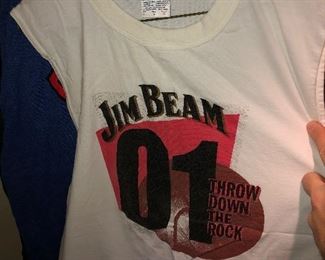 JIM BEAM
01
THROW
DOWN
THE
ROCK